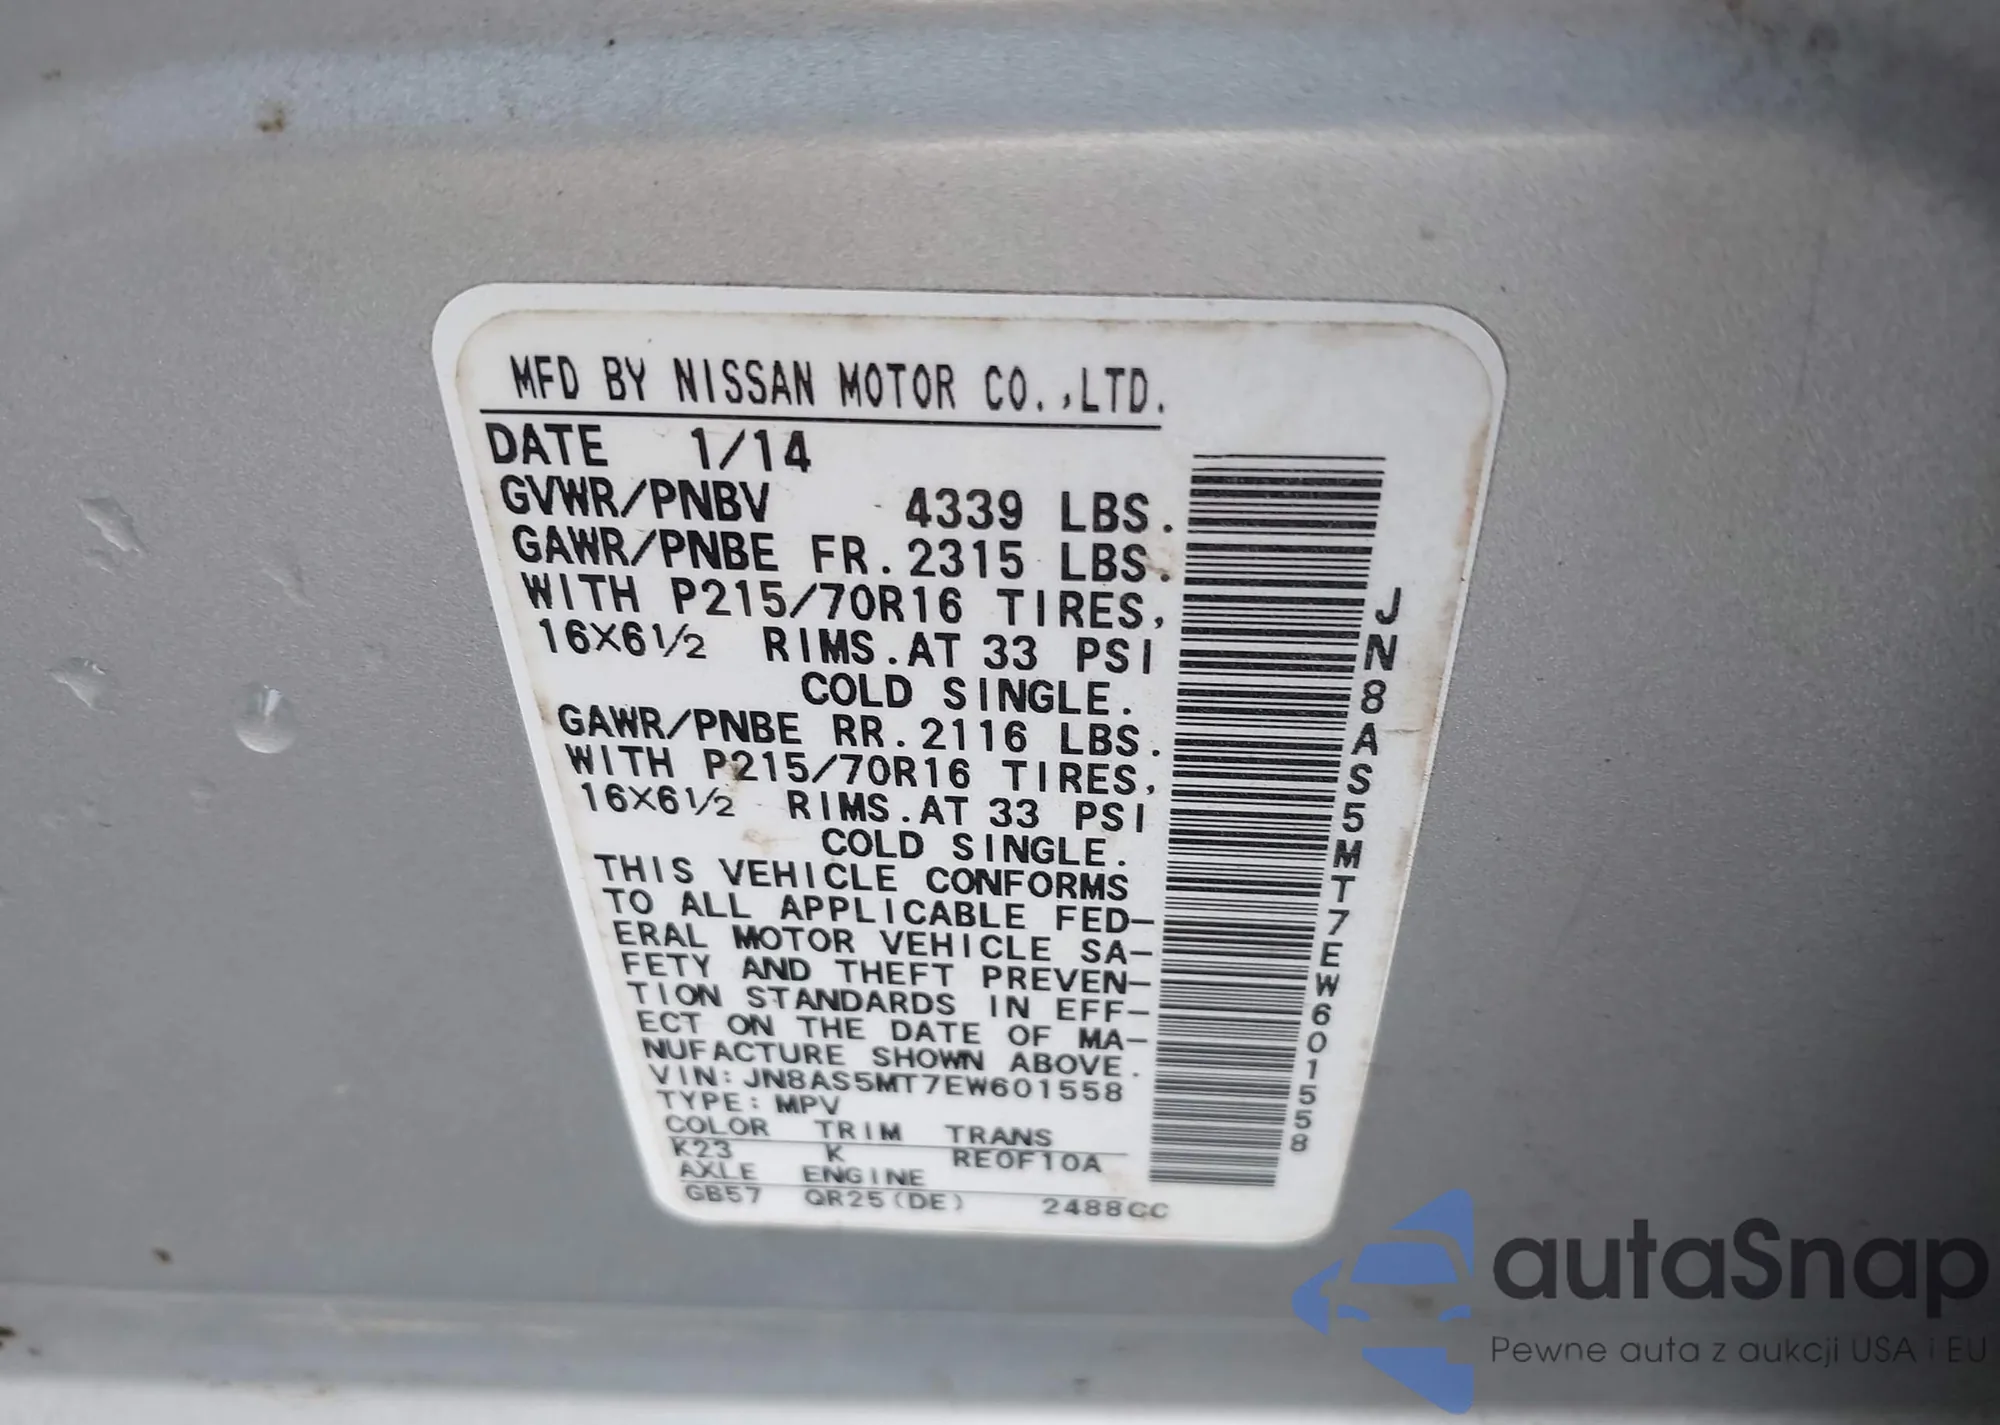 MFD BY NISSAN MOTOR CO.,LTD.
DATE 1/14
GVWR/PNBV 4339 LBS.
GAWR/PNBE FR.2315 LBS.
WITH P215/70R16 TIRES,
16X6½ RIMS.AT 33 PSI
COLD SINGLE.
GAWR/PNBE RR.2116 LBS.
WITH P215/70R16 TIRES,
16X6½ RIMS.AT 33 PSI
COLD SINGLE.
THIS VEHICLE CONFORMS
TO ALL APPLICABLE FED–
ERAL MOTOR VEHICLE SA–
FETY AND THEFT PREVEN–
TION STANDARDS IN EFF–
ECT ON THE DATE OF MA–
NUFACTURE SHOWN ABOVE.
VIN:JN8AS5MT7EW601558
TYPE:MPV
COLOR TRIM TRANS
K23 K RE0F10A
AXLE ENGINE
GB57 QR25(DE) 2488CC
JN8AS5MT7EW601558
autaSnap
Pewne auta z aukcji USA i EU